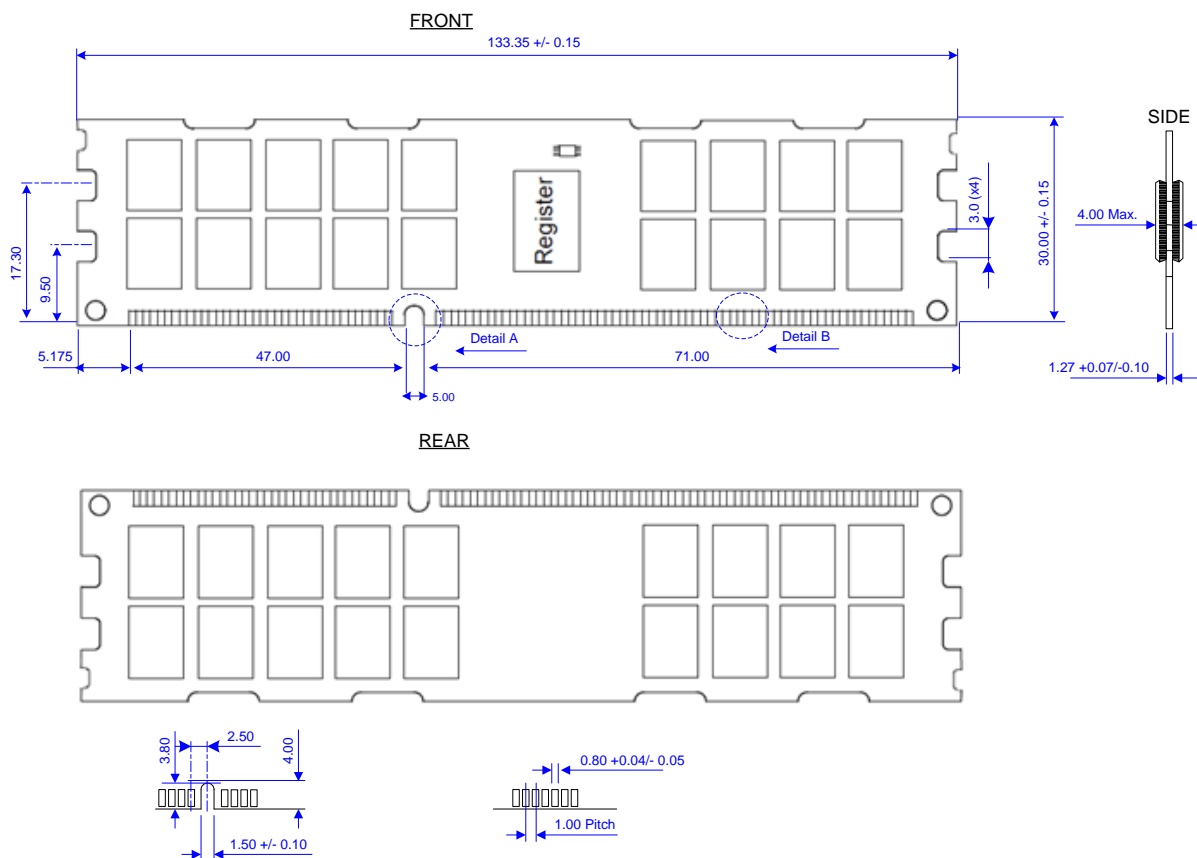 FRONT
133.35 +/- 0.15
SIDE
Register
17.30
9.50
3.0 (x4)
30.00 +/- 0.15
4.00 Max.
Detail A
Detail B
5.175
47.00
71.00
1.27 +0.07/-0.10
5.00
REAR
3.80
2.50
4.00
0.80 +0.04/- 0.05
1.00 Pitch
1.50 +/- 0.10